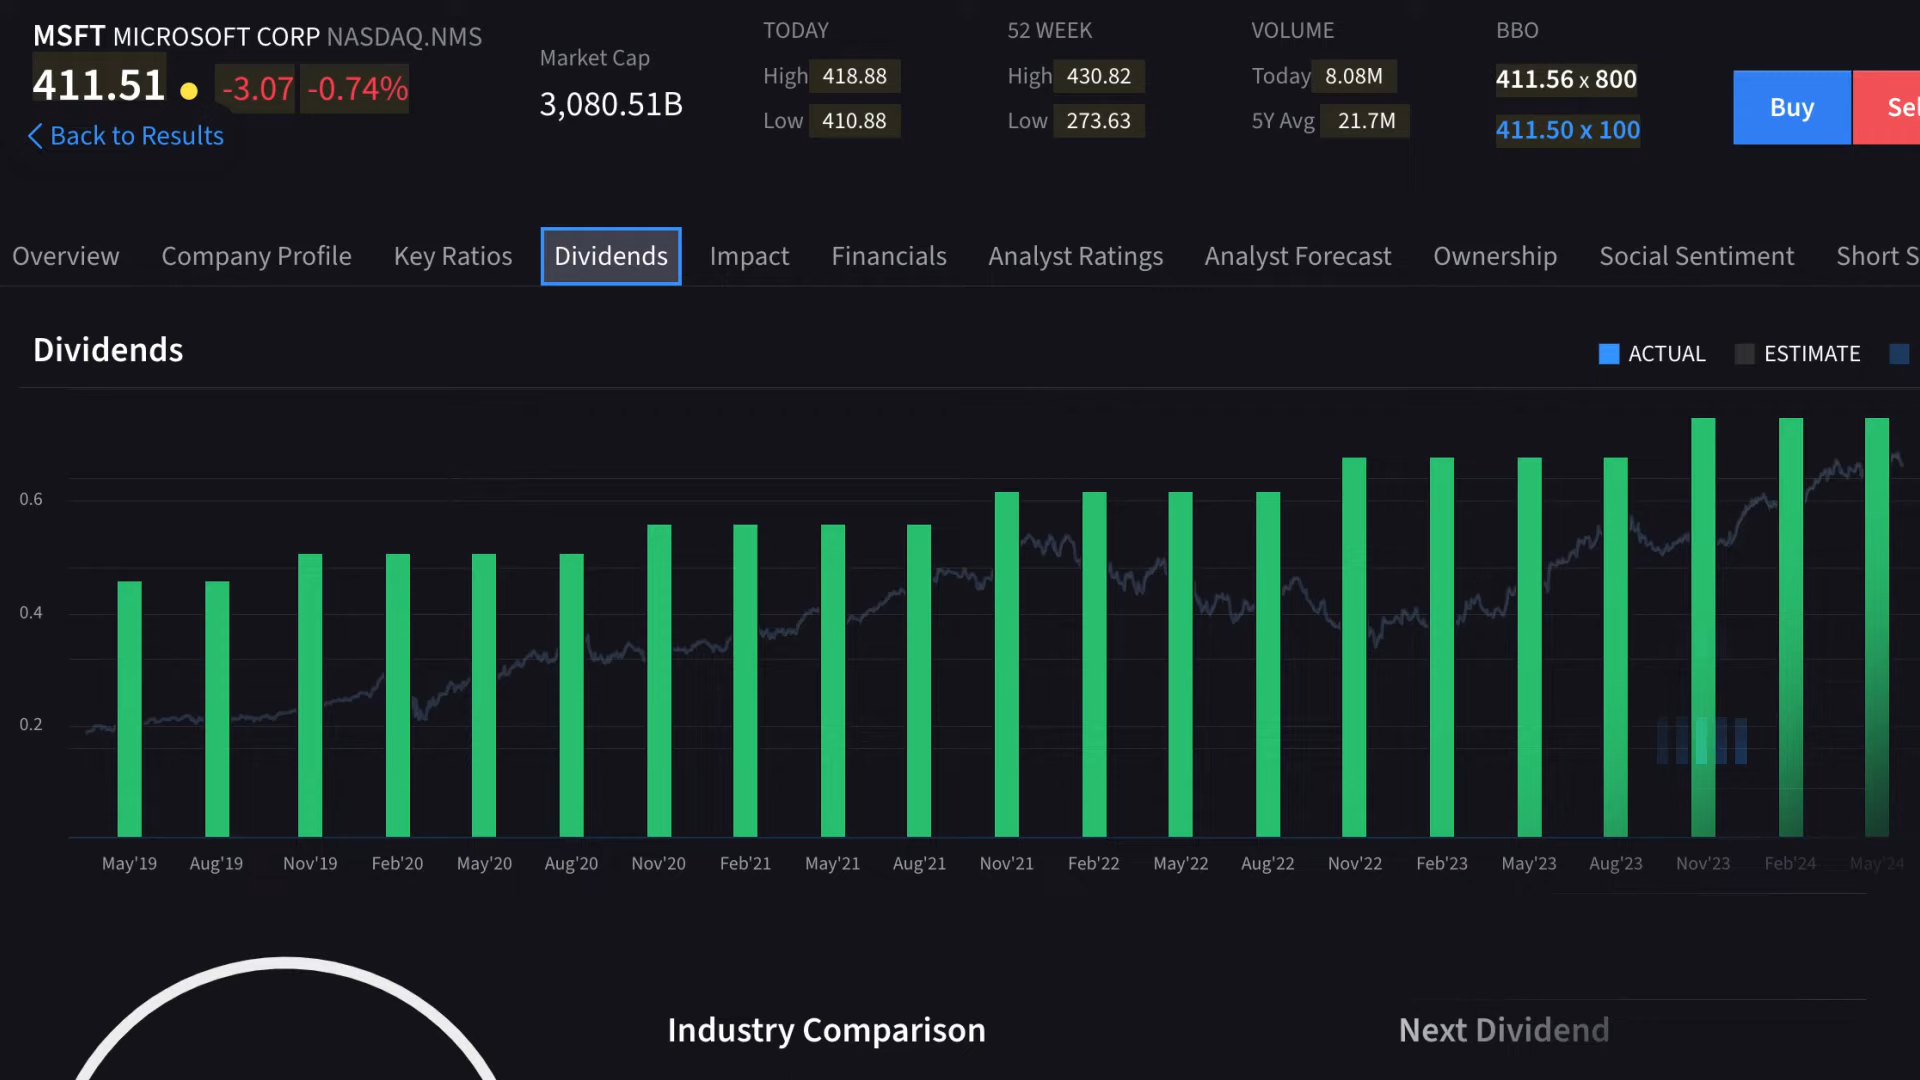 MSFT MICROSOFT CORP NASDAQ.NMS
411.51 -3.07 -0.74%
Back to Results
Market Cap
3,080.51B
TODAY
High 418.88
Low 410.88
52 WEEK
High 430.82
Low 273.63
VOLUME
Today 8.08M
5Y Avg 21.7M
BBO
411.56 x 800
411.50 x 100
Buy
Sel
Overview Company Profile Key Ratios Dividends Impact Financials Analyst Ratings Analyst Forecast Ownership Social Sentiment Short S
Dividends
ACTUAL ESTIMATE
0.6
0.4
0.2
May'19 Aug'19 Nov'19 Feb'20 May'20 Aug'20 Nov'20 Feb'21 May'21 Aug'21 Nov'21 Feb'22 May'22 Aug'22 Nov'22 Feb'23 May'23 Aug'23 Nov'23 Feb'24 May'24
Industry Comparison
Next Dividend